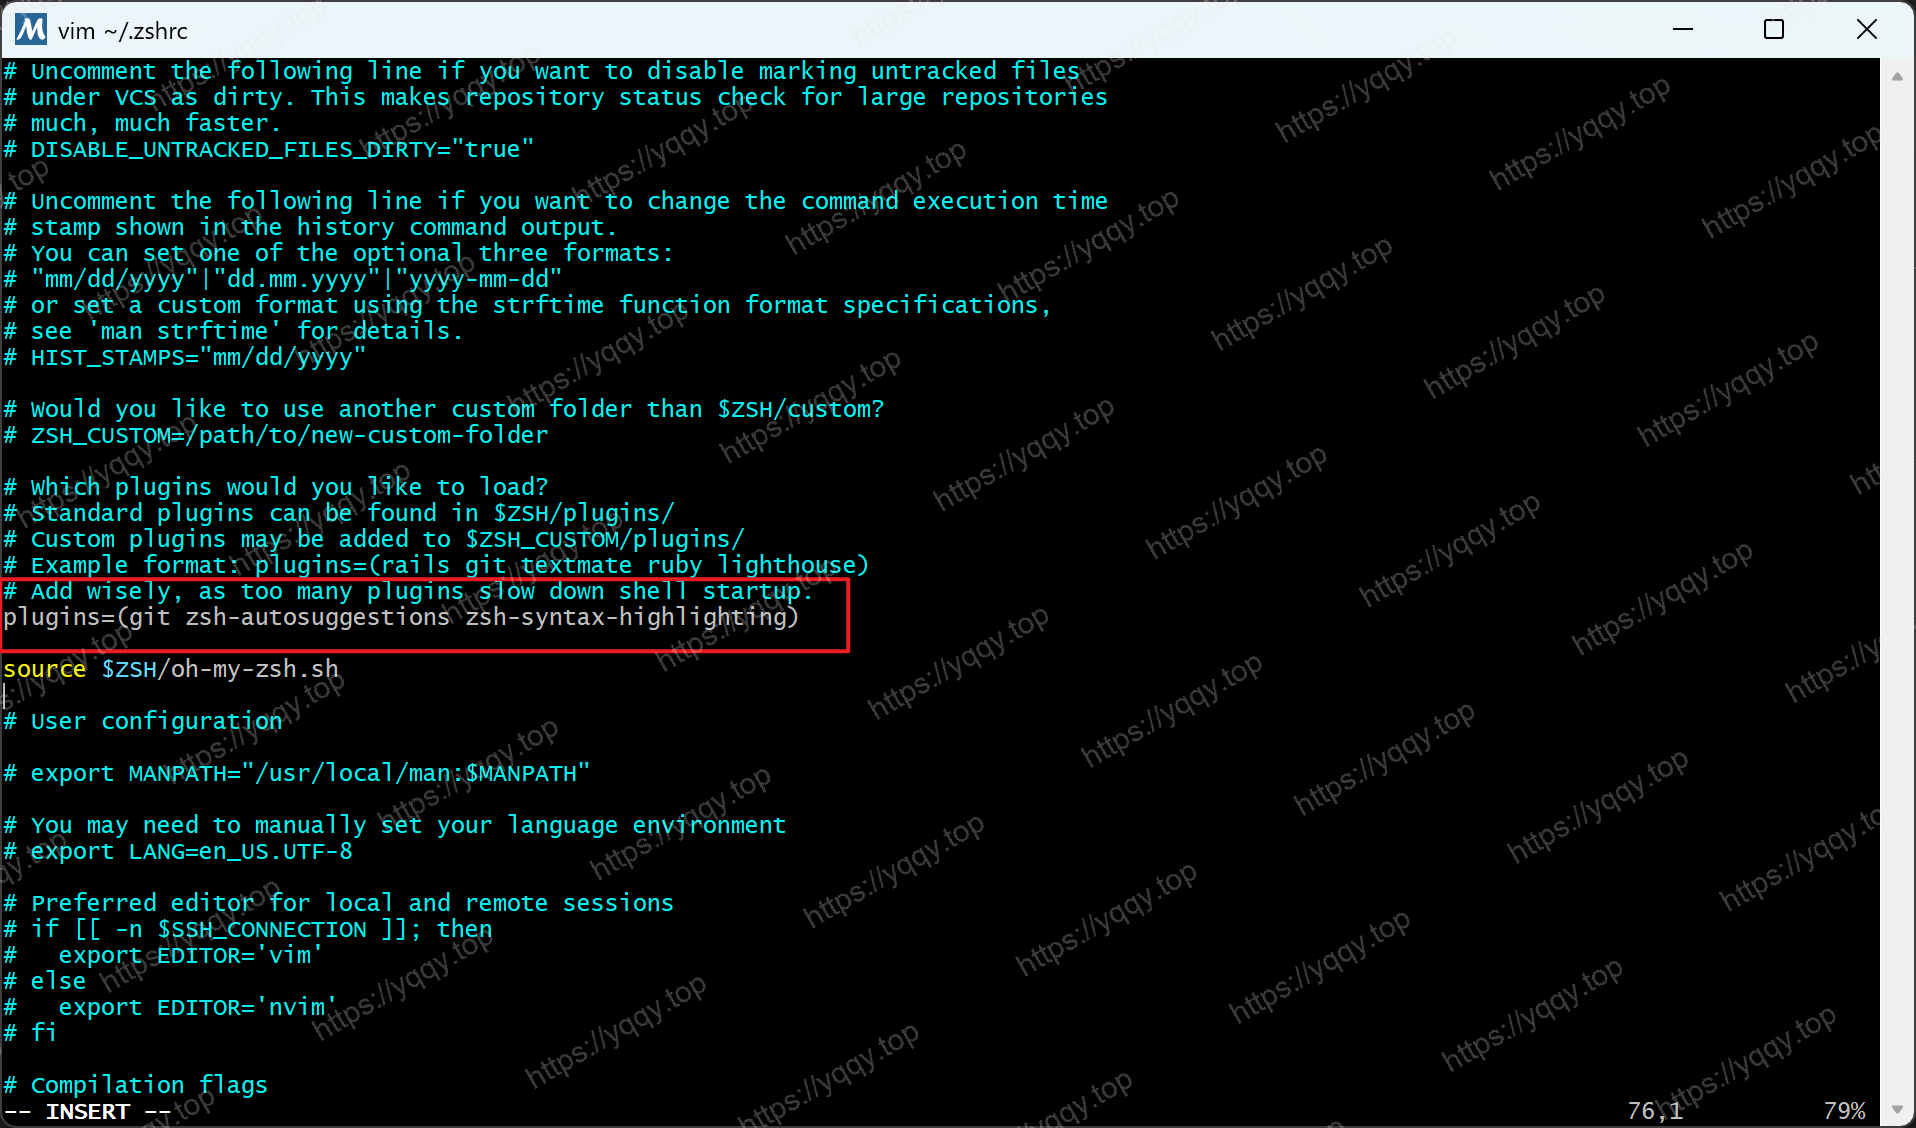 vim ~/.zshrc
# Uncomment the following line if you want to disable marking untracked files
# under VCS as dirty. This makes repository status check for large repositories
# much, much faster.
# DISABLE_UNTRACKED_FILES_DIRTY="true"
# Uncomment the following line if you want to change the command execution time
# stamp shown in the history command output.
# You can set one of the optional three formats:
# "mm/dd/yyyy"|"dd.mm.yyyy"|"yyyy-mm-dd"
# or set a custom format using the strftime function format specifications,
# see 'man strftime' for details.
# HIST_STAMPS="mm/dd/yyyy"
# Would you like to use another custom folder than $ZSH/custom?
# ZSH_CUSTOM=/path/to/new-custom-folder
# Which plugins would you like to load?
# Standard plugins can be found in $ZSH/plugins/
# Custom plugins may be added to $ZSH_CUSTOM/plugins/
# Example format: plugins=(rails git textmate ruby lighthouse)
# Add wisely, as too many plugins slow down shell startup.
plugins=(git zsh-autosuggestions zsh-syntax-highlighting)
source $ZSH/oh-my-zsh.sh
# User configuration
# export MANPATH="/usr/local/man:$MANPATH"
# You may need to manually set your language environment
# export LANG=en_US.UTF-8
# Preferred editor for local and remote sessions
# if [[ -n $SSH_CONNECTION ]]; then
#   export EDITOR='vim'
# else
#   export EDITOR='nvim'
# fi
# Compilation flags
-- INSERT --
76,1
79%
https://yqqy.top